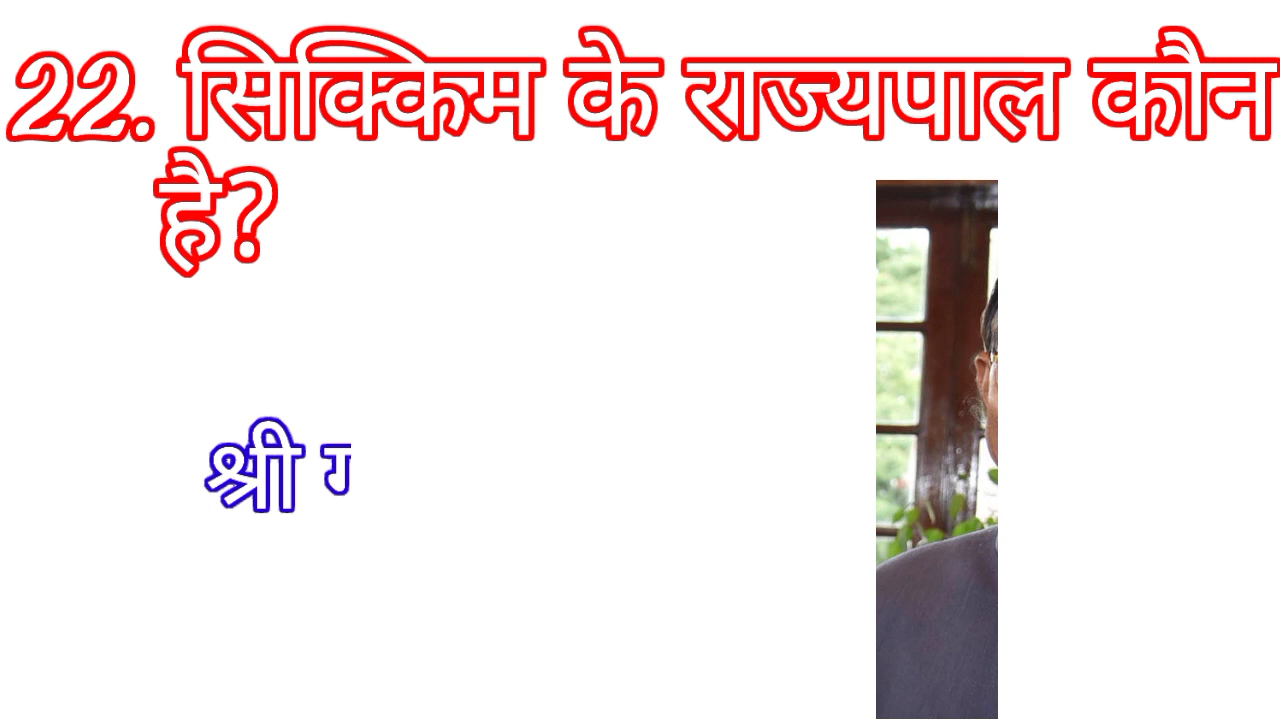 22. सिक्किम के राज्यपाल कौन
है?
श्री ग